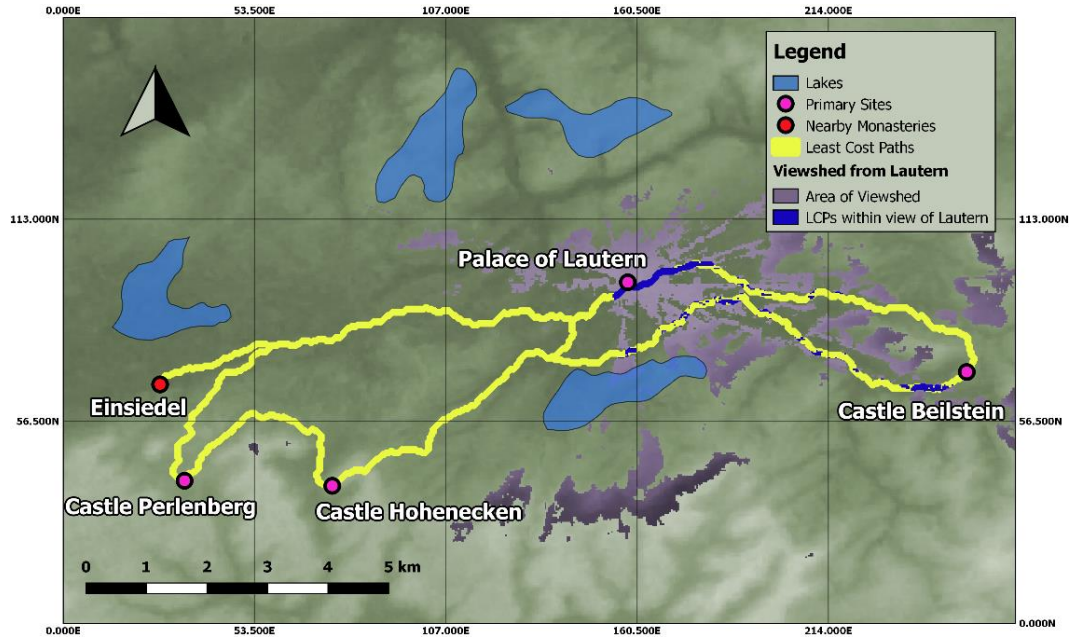 0.000E 53.500E 107.000E 160.500E 214.000E
Legend
Lakes
Primary Sites
Nearby Monasteries
Least Cost Paths
Viewshed from Lautern
Area of Viewshed
LCPs within view of Lautern
113.000N 113.000N
Palace of Lautern
Einsiedel
Castle Beilstein
56.500N 56.500N
Castle Perlenberg
Castle Hohenecken
0 1 2 3 4 5 km
0.000N 0.000N
0.000E 53.500E 107.000E 160.500E 214.000E